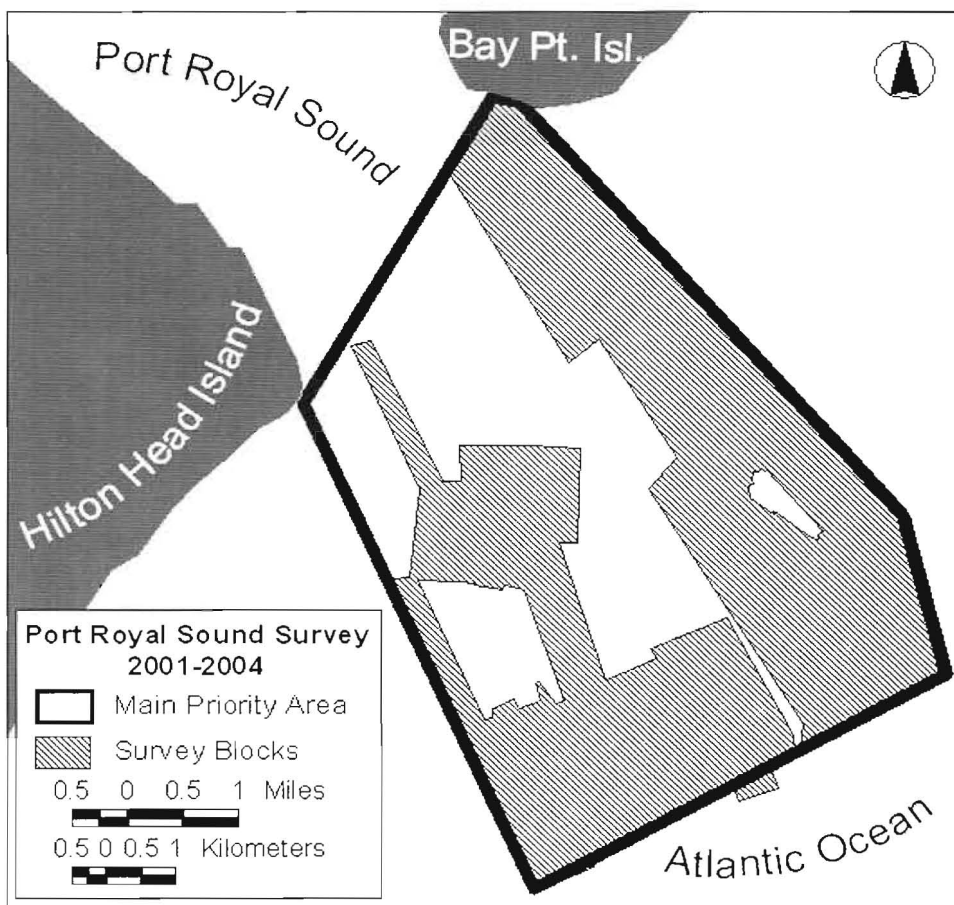 Bay Pt. Isl.
Port Royal Sound
Hilton Head Island
Port Royal Sound Survey
2001-2004
Main Priority Area
Survey Blocks
0.5 0 0.5 1 Miles
0.5 0 0.5 1 Kilometers
Atlantic Ocean